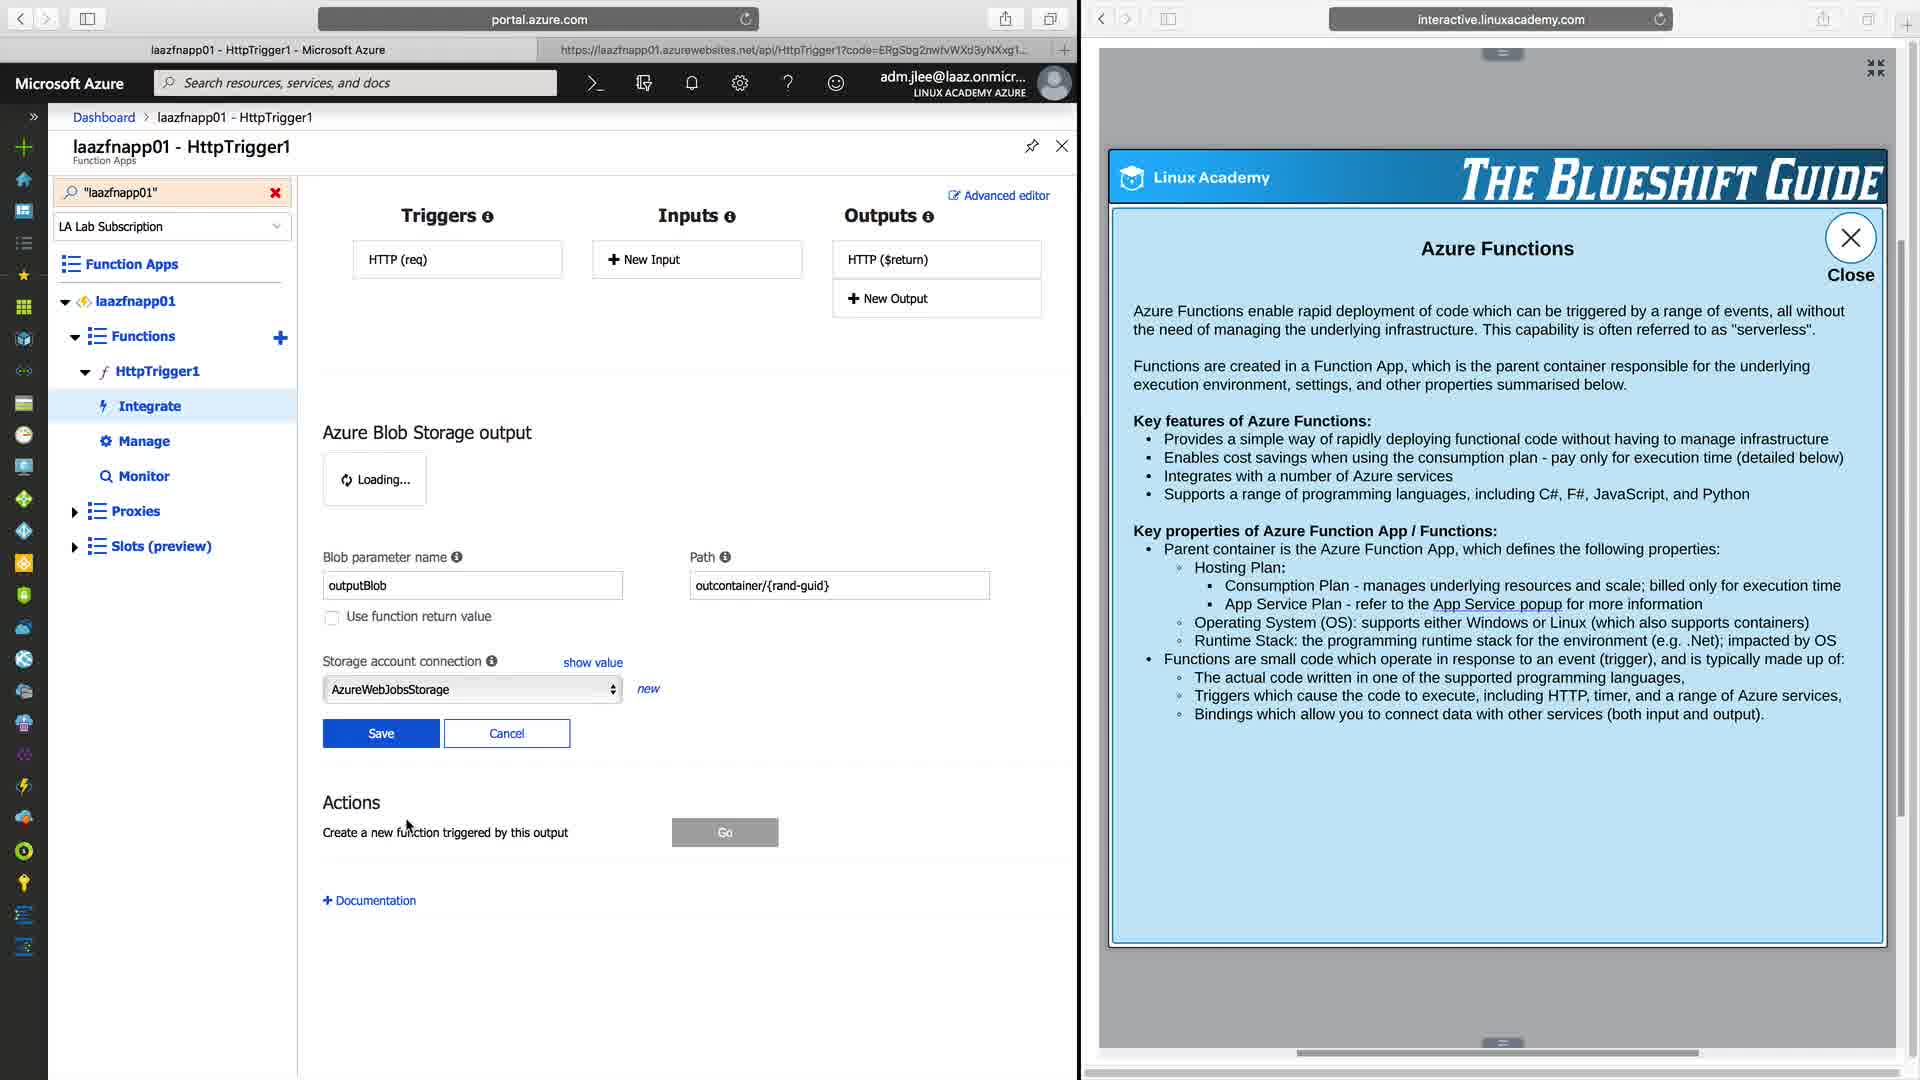 portal.azure.com
laazfnapp01 - HttpTrigger1 - Microsoft Azure
https://laazfnapp01.azurewebsites.net/api/HttpTrigger1?code=
Microsoft Azure
Search resources, services, and docs
adm.jlee@laaz.onmicr...
LINUX ACADEMY AZURE
Dashboard > laazfnapp01 - HttpTrigger1
laazfnapp01 - HttpTrigger1
Function Apps
"laazfnapp01"
LA Lab Subscription
Function Apps
laazfnapp01
Functions
HttpTrigger1
Integrate
Manage
Monitor
Proxies
Slots (preview)
Advanced editor
Triggers
Inputs
Outputs
HTTP (req)
New Input
HTTP ($return)
New Output
Azure Blob Storage output
Loading...
Blob parameter name
Path
outputBlob
outcontainer/{rand-guid}
Use function return value
Storage account connection
show value
AzureWebJobsStorage
new
Save
Cancel
Actions
Create a new function triggered by this output
Go
Documentation
interactive.linuxacademy.com
Linux Academy
THE BLUESHIFT GUIDE
Azure Functions
Close
Azure Functions enable rapid deployment of code which can be triggered by a range of events, all without
the need of managing the underlying infrastructure. This capability is often referred to as "serverless".
Functions are created in a Function App, which is the parent container responsible for the underlying
execution environment, settings, and other properties summarised below.
Key features of Azure Functions:
• Provides a simple way of rapidly deploying functional code without having to manage infrastructure
• Enables cost savings when using the consumption plan - pay only for execution time (detailed below)
• Integrates with a number of Azure services
• Supports a range of programming languages, including C#, F#, JavaScript, and Python
Key properties of Azure Function App / Functions:
• Parent container is the Azure Function App, which defines the following properties:
◦ Hosting Plan:
▪ Consumption Plan - manages underlying resources and scale; billed only for execution time
▪ App Service Plan - refer to the App Service popup for more information
◦ Operating System (OS): supports either Windows or Linux (which also supports containers)
◦ Runtime Stack: the programming runtime stack for the environment (e.g. .Net); impacted by OS
• Functions are small code which operate in response to an event (trigger), and is typically made up of:
◦ The actual code written in one of the supported programming languages,
◦ Triggers which cause the code to execute, including HTTP, timer, and a range of Azure services,
◦ Bindings which allow you to connect data with other services (both input and output).